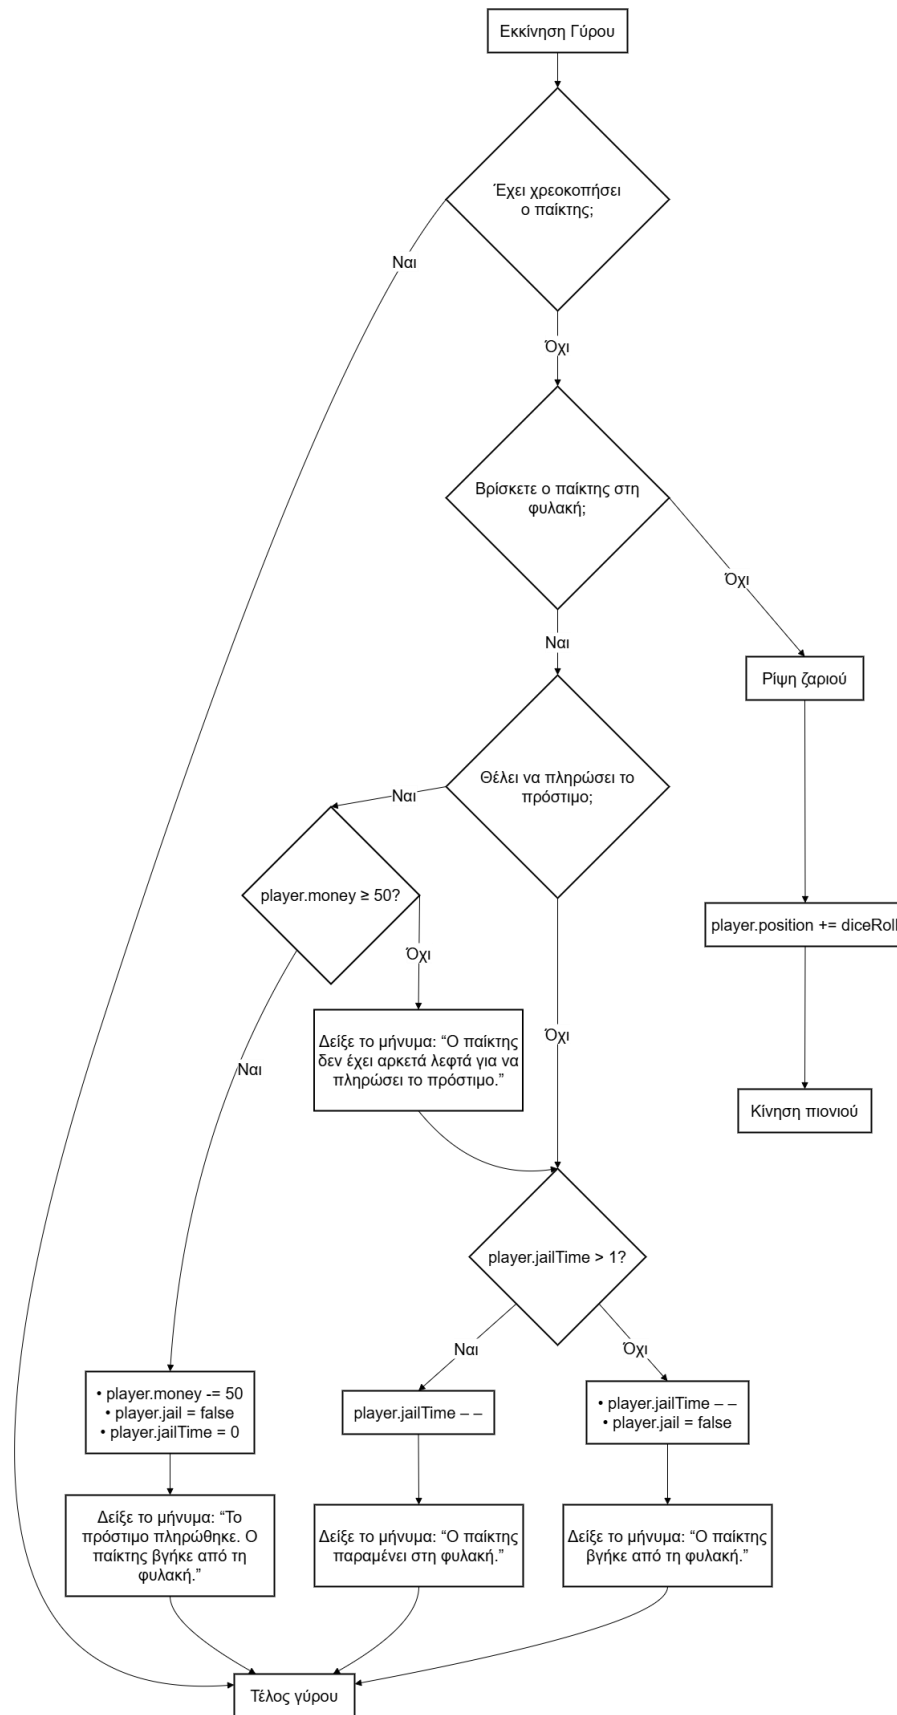 Εκκίνηση Γύρου
Έχει χρεοκοπήσει
ο παίκτης;
Ναι
Όχι
Βρίσκετε ο παίκτης στη
φυλακή;
Όχι
Ναι
Ρίψη ζαριού
Θέλει να πληρώσει το
πρόστιμο;
Ναι
player.money ≥ 50?
player.position += diceRoll
Όχι
Όχι
Δείξε το μήνυμα: “Ο παίκτης
δεν έχει αρκετά λεφτά για να
πληρώσει το πρόστιμο.”
Ναι
Κίνηση πιονιού
player.jailTime > 1?
Ναι
Όχι
• player.money -= 50
• player.jail = false
• player.jailTime = 0
player.jailTime – –
• player.jailTime – –
• player.jail = false
Δείξε το μήνυμα: “Το
πρόστιμο πληρώθηκε. Ο
παίκτης βγήκε από τη
φυλακή.”
Δείξε το μήνυμα: “Ο παίκτης
παραμένει στη φυλακή.”
Δείξε το μήνυμα: “Ο παίκτης
βγήκε από τη φυλακή.”
Τέλος γύρου